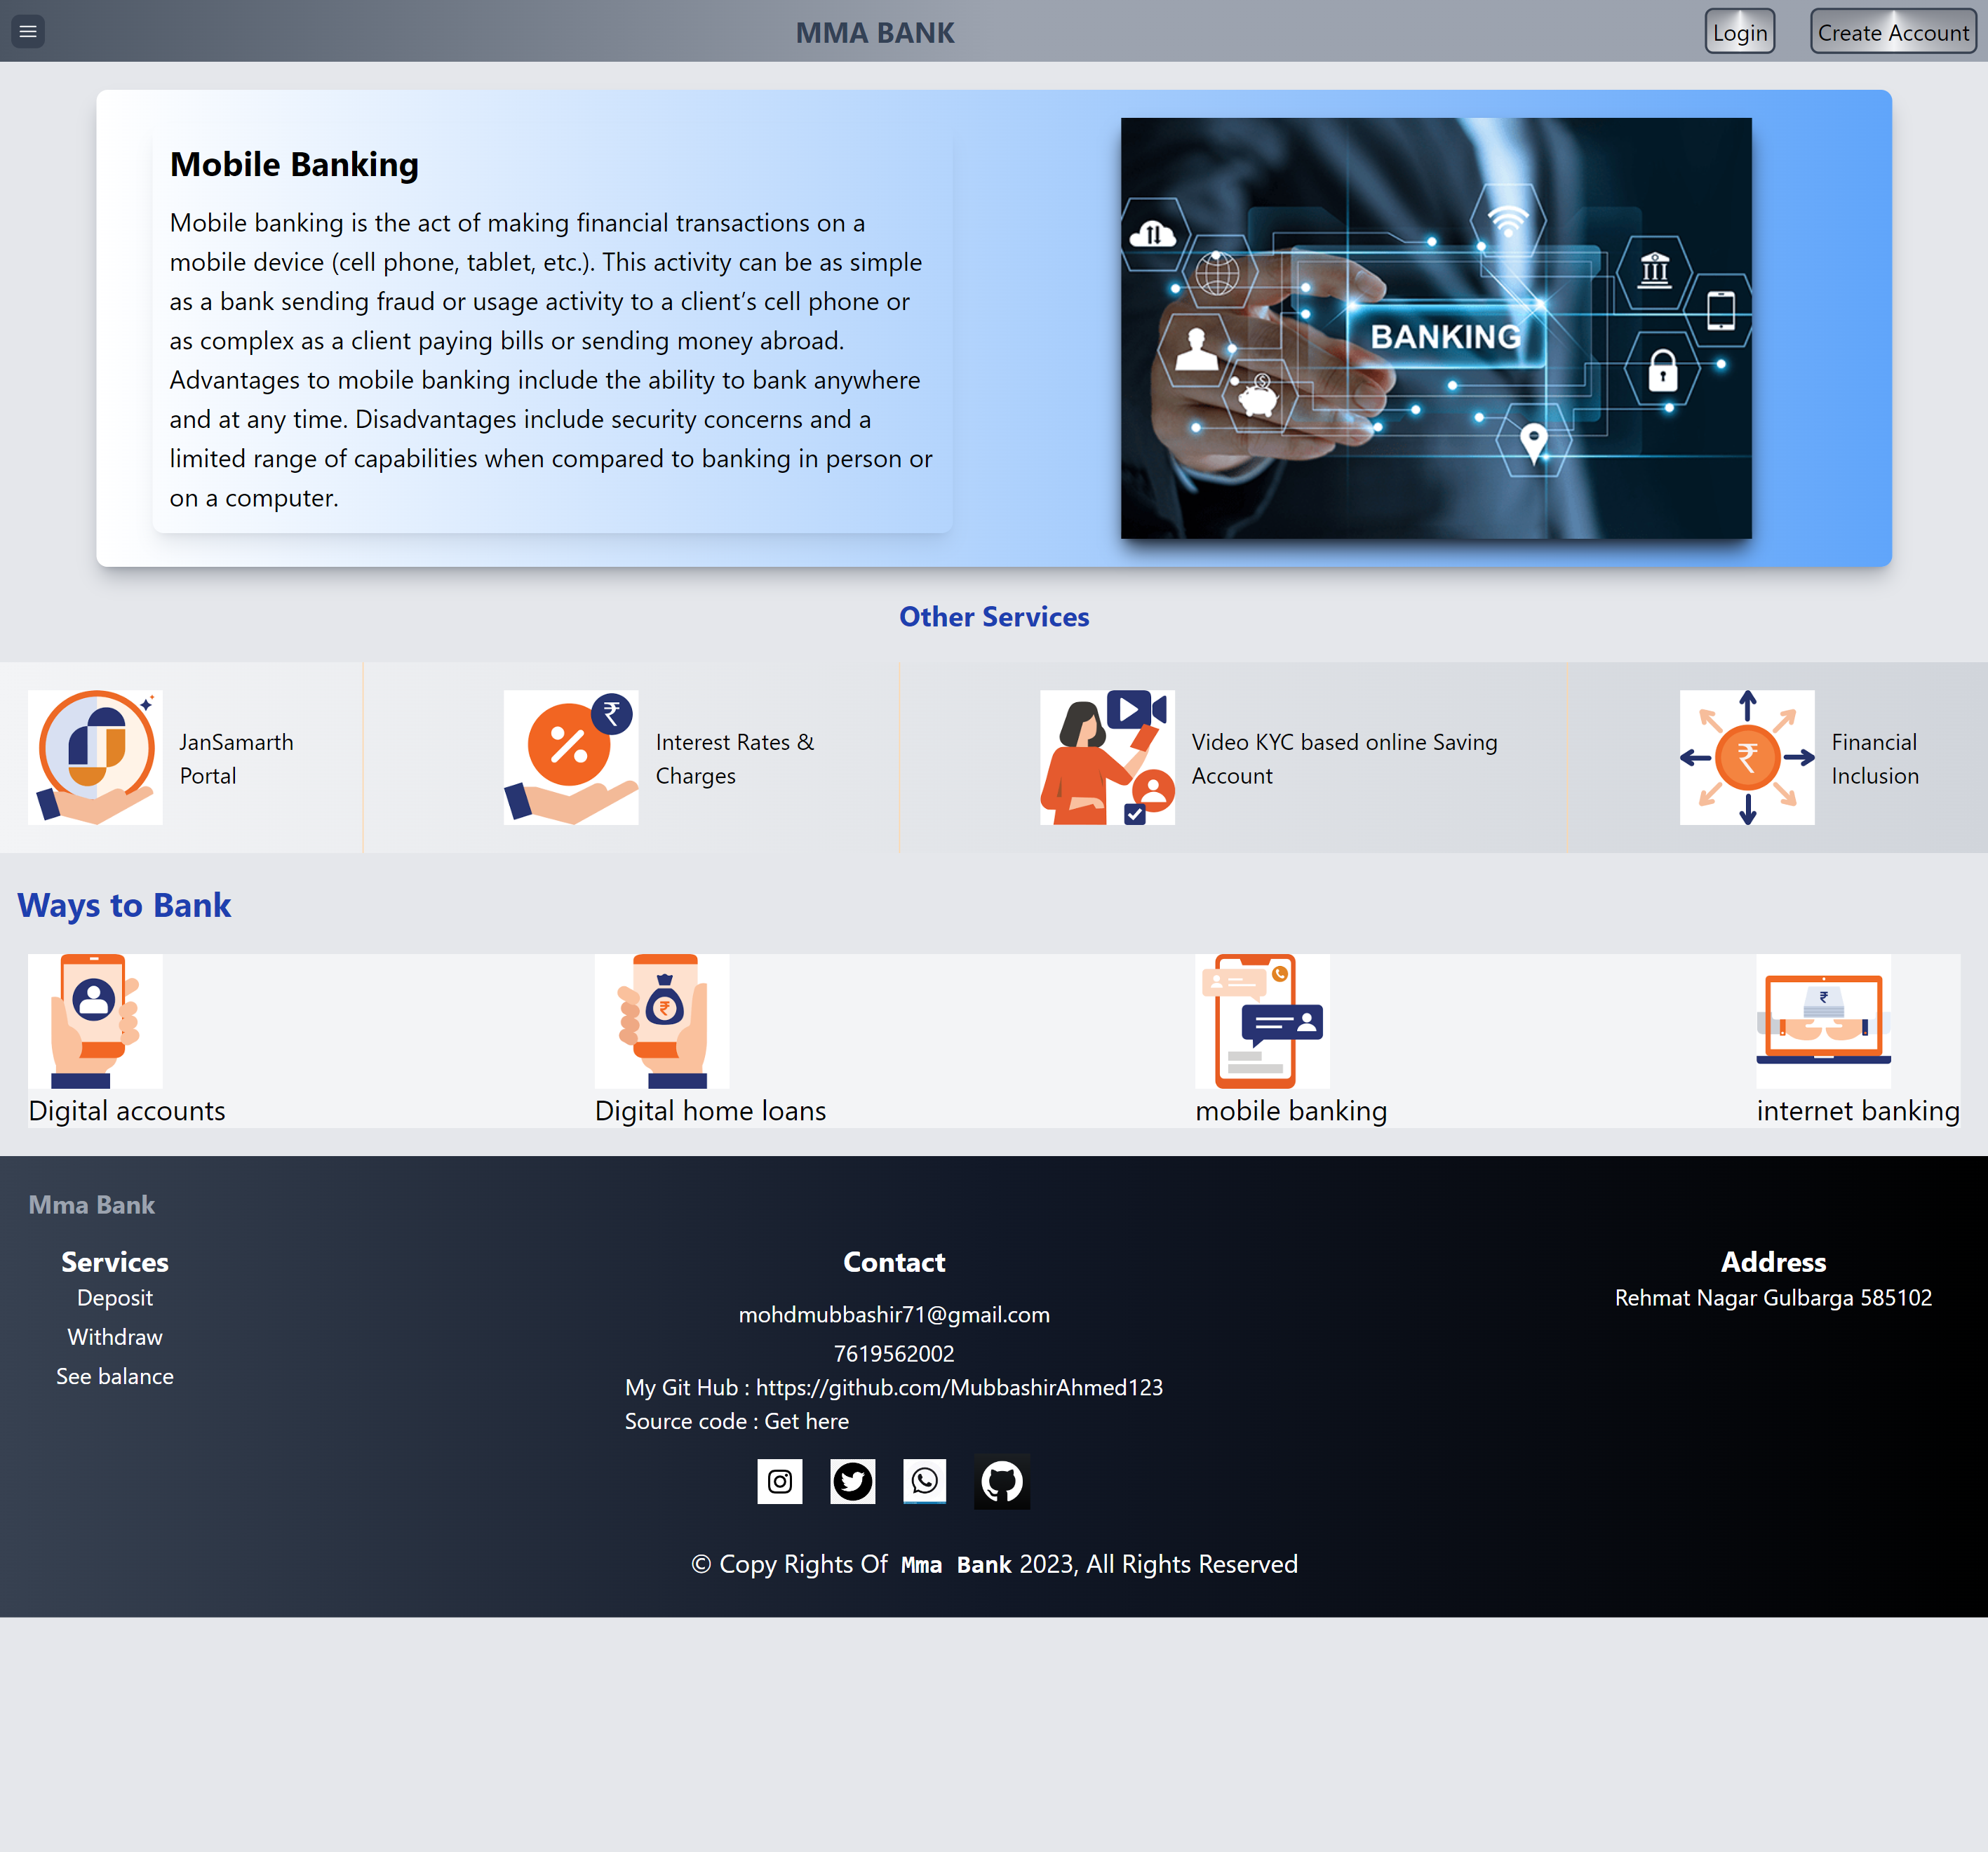 MMA BANK
Login
Create Account
Mobile Banking
Mobile banking is the act of making financial transactions on a
mobile device (cell phone, tablet, etc.). This activity can be as simple
as a bank sending fraud or usage activity to a client’s cell phone or
as complex as a client paying bills or sending money abroad.
Advantages to mobile banking include the ability to bank anywhere
and at any time. Disadvantages include security concerns and a
limited range of capabilities when compared to banking in person or
on a computer.
BANKING
Other Services
JanSamarth
Portal
Interest Rates &
Charges
Video KYC based online Saving
Account
Financial
Inclusion
Ways to Bank
Digital accounts
Digital home loans
mobile banking
internet banking
Mma Bank
Services
Deposit
Withdraw
See balance
Contact
mohdmubbashir71@gmail.com
7619562002
My Git Hub : https://github.com/MubbashirAhmed123
Source code : Get here
Address
Rehmat Nagar Gulbarga 585102
© Copy Rights Of Mma Bank 2023, All Rights Reserved